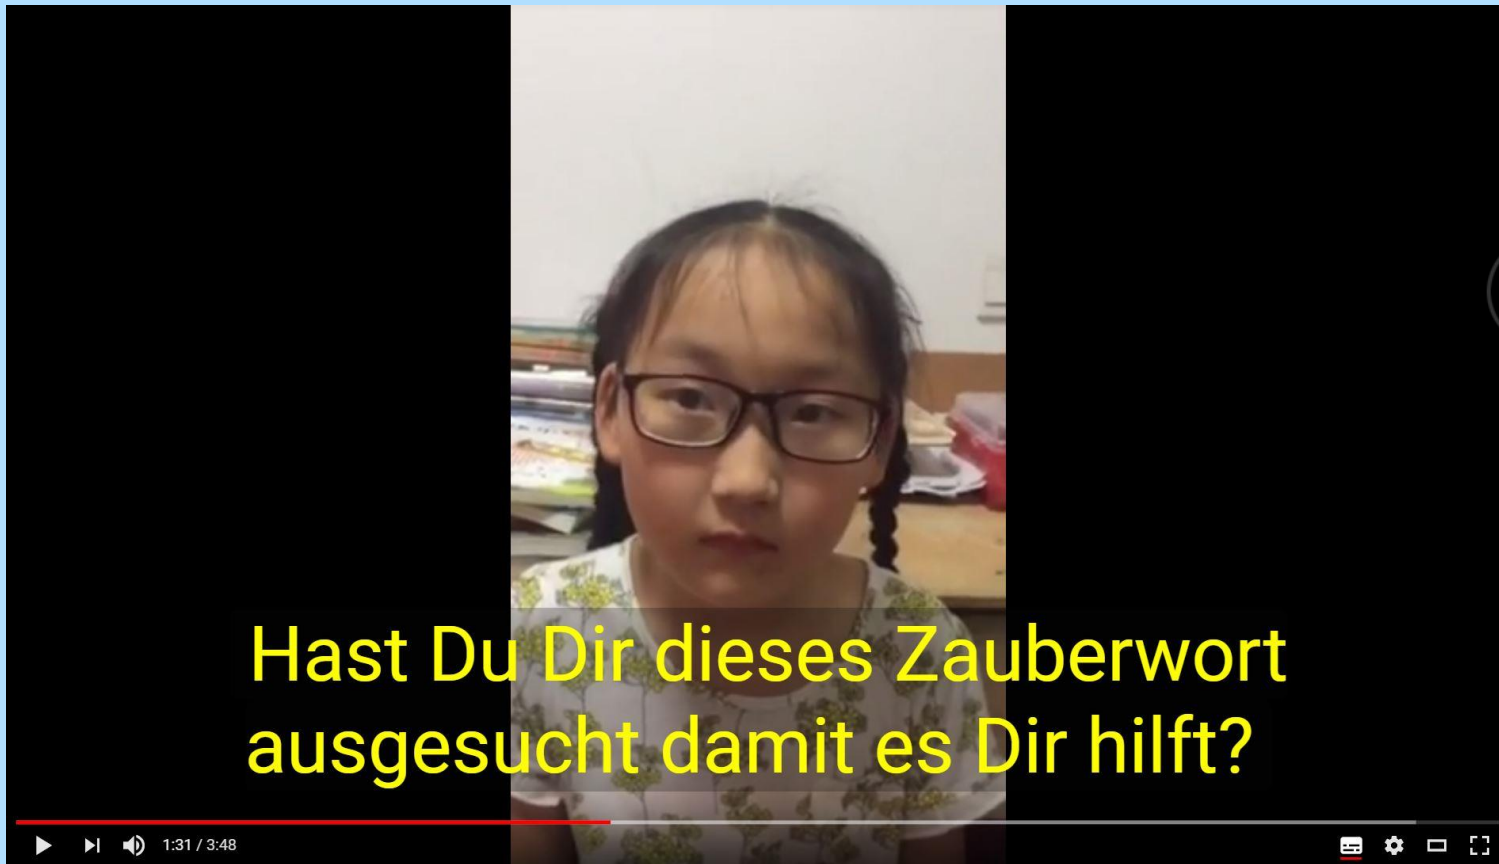 Hast Du Dir dieses Zauberwort
ausgesucht damit es Dir hilft?
1:31 / 3:48